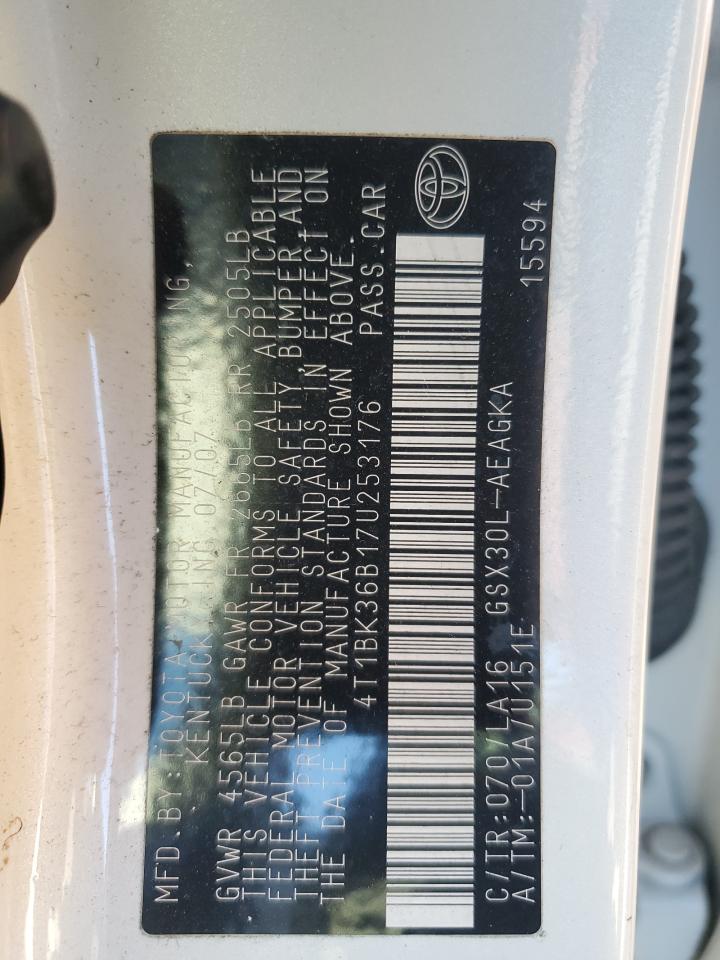 MFD.BY:TOYOTA MOTOR MANUFACTURING,
KENTUCKY,INC 07/07
GVWR 4565LB GAWR FR 2665LB RR 2505LB
THIS VEHICLE CONFORMS TO ALL APPLICABLE
FEDERAL MOTOR VEHICLE SAFETY,BUMPER,AND
THEFT PREVENTION STANDARDS IN EFFECT ON
THE DATE OF MANUFACTURE SHOWN ABOVE.
4T1BK36B17U253176 PASS.CAR
C/TR:070 LA16 GSX30L-AEAGKA
A/TM:-01A/U151E 15594